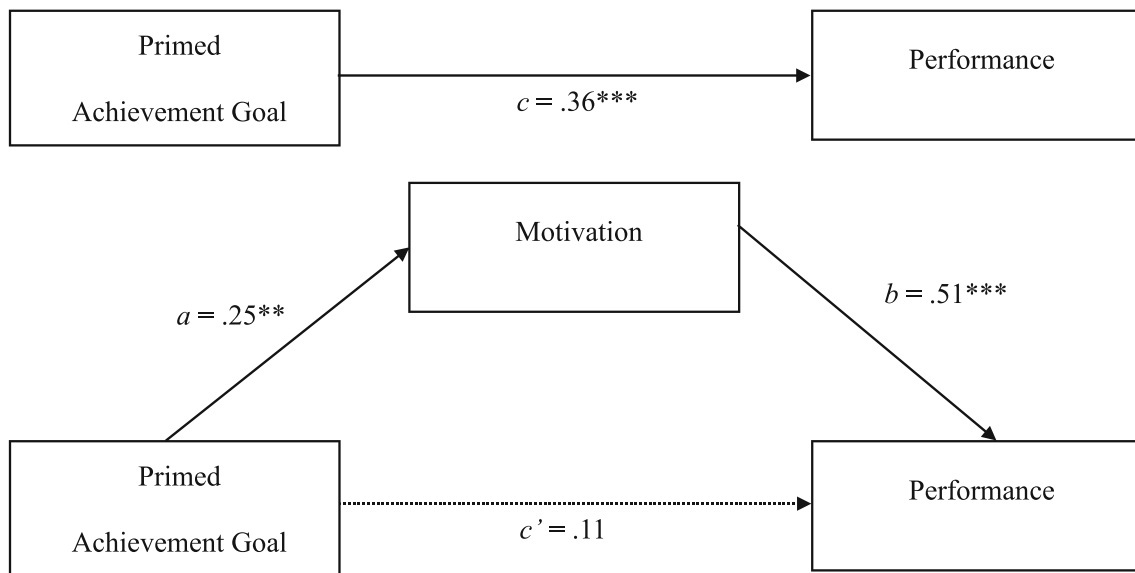 Primed
Achievement Goal
Performance
c = .36***
Motivation
a = .25**
b = .51***
Primed
Achievement Goal
Performance
c’ = .11